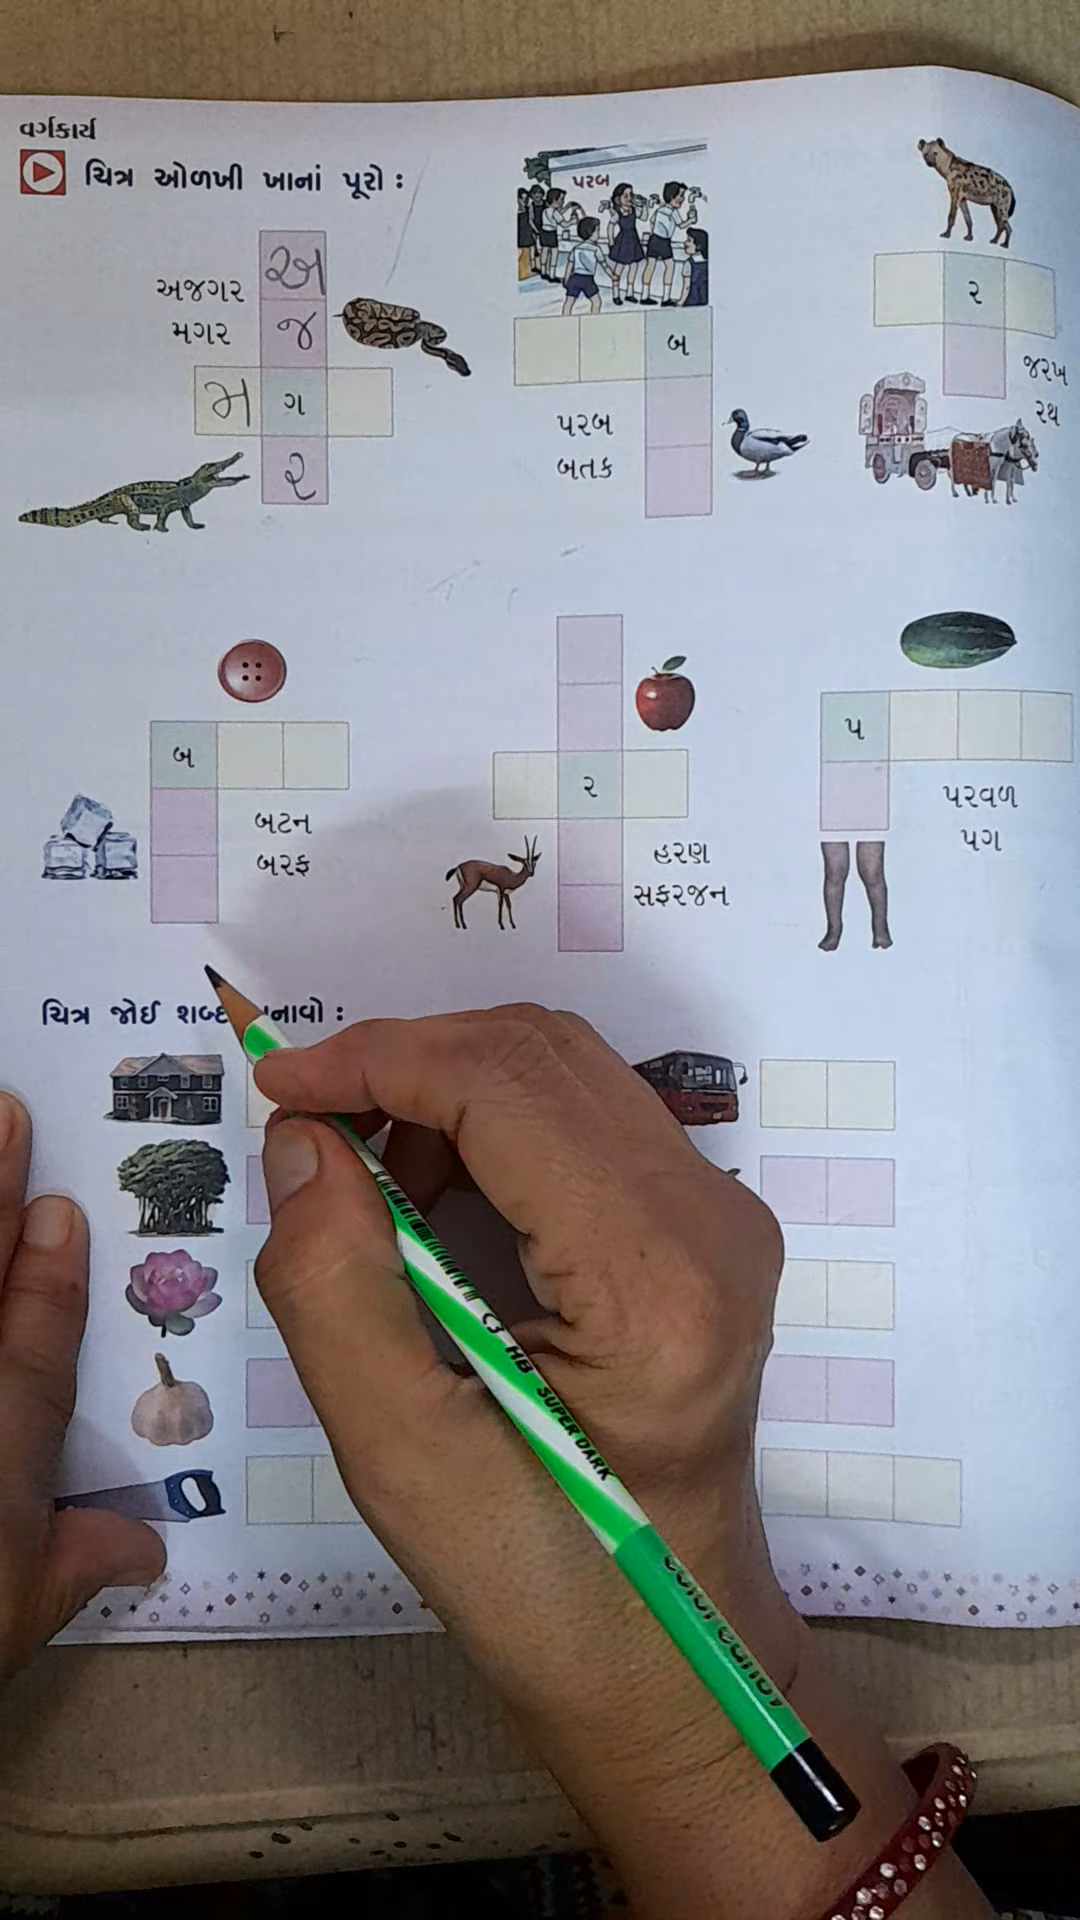 વર્ગકાર્ય
ચિત્ર ઓળખી ખાનાં પૂરો :
પરબ
અ
અજગર
જ
મગર
મ ગ
ર
બ
પરબ
બતક
ર
જરખ
રથ
બ
બટન
બરફ
ર
હરણ
સફરજન
પ
પરવળ
પગ
ચિત્ર જોઈ
C3 HB SUPER DARK